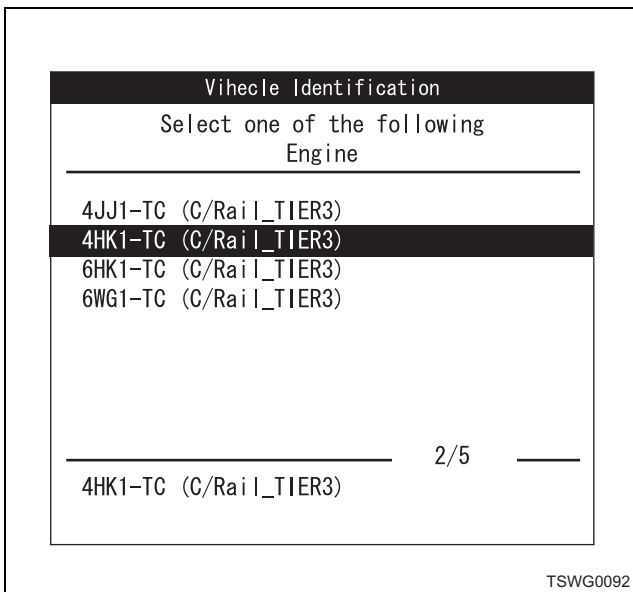 Vihecle Identification
Select one of the following
Engine
4JJ1-TC (C/Rail_TIER3)
4HK1-TC (C/Rail_TIER3)
6HK1-TC (C/Rail_TIER3)
6WG1-TC (C/Rail_TIER3)
2/5
4HK1-TC (C/Rail_TIER3)
TSWG0092